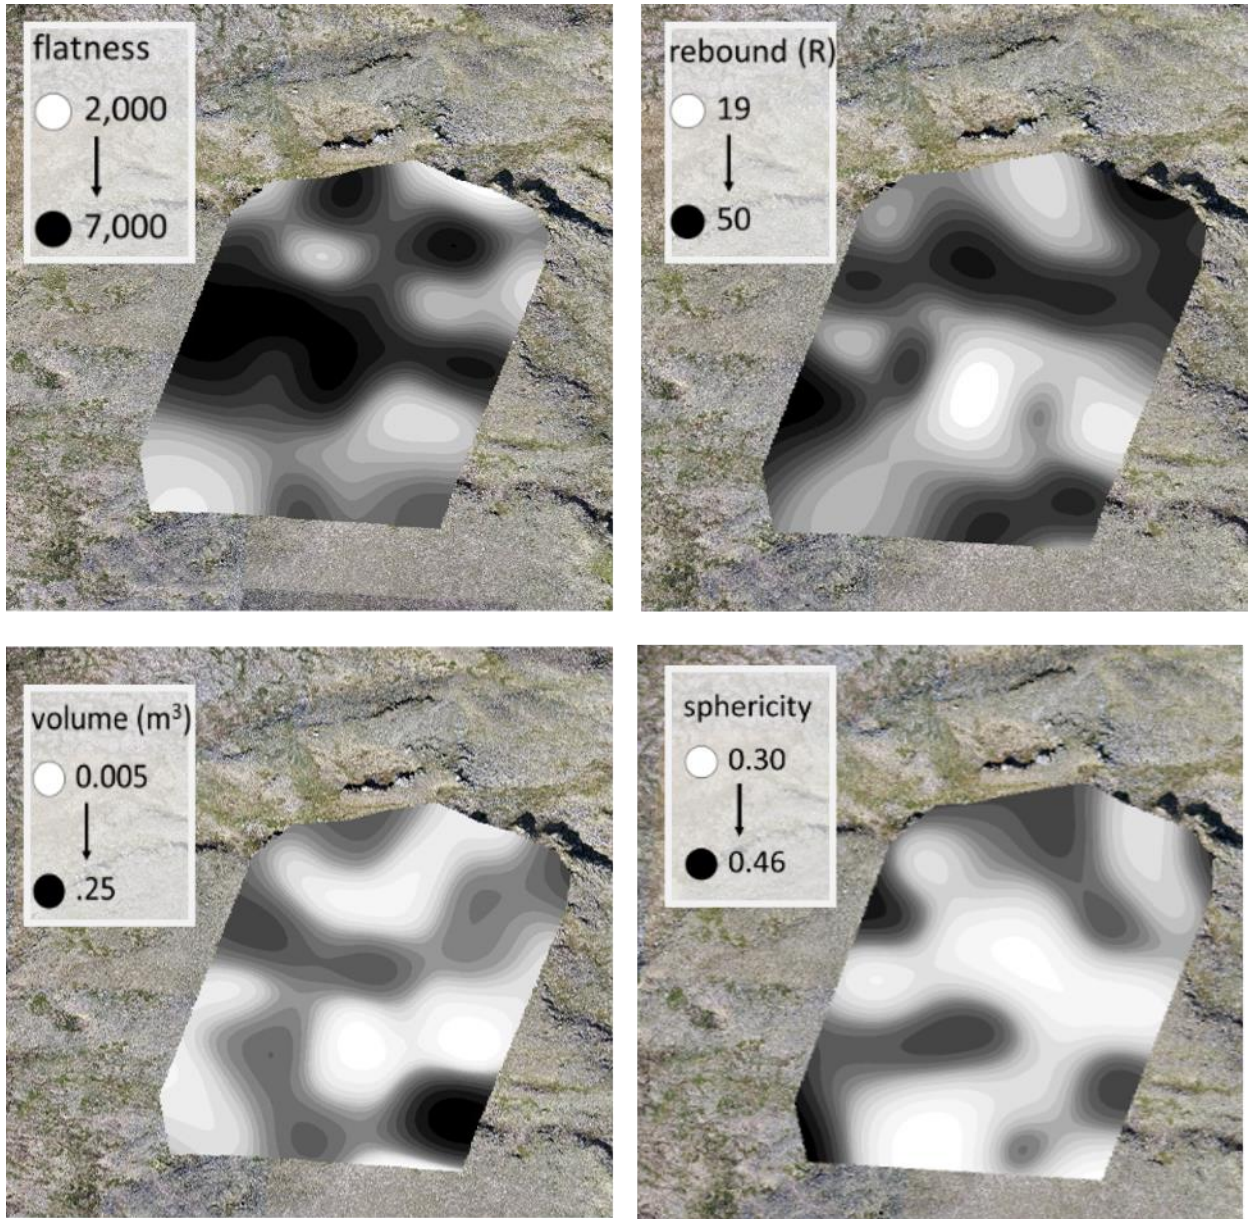 flatness
2,000
7,000
rebound (R)
19
50
volume (m³)
0.005
.25
sphericity
0.30
0.46